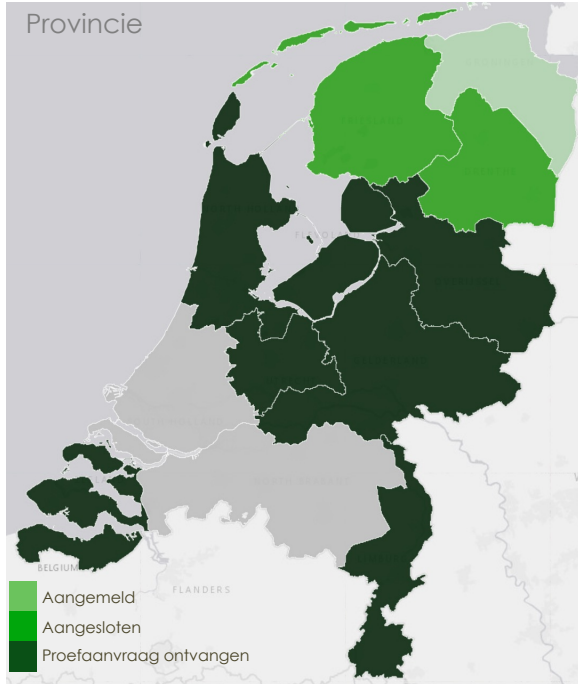 Provincie
BELGIUM
FLANDERS
Aangemeld
Aangesloten
Proefaanvraag ontvangen